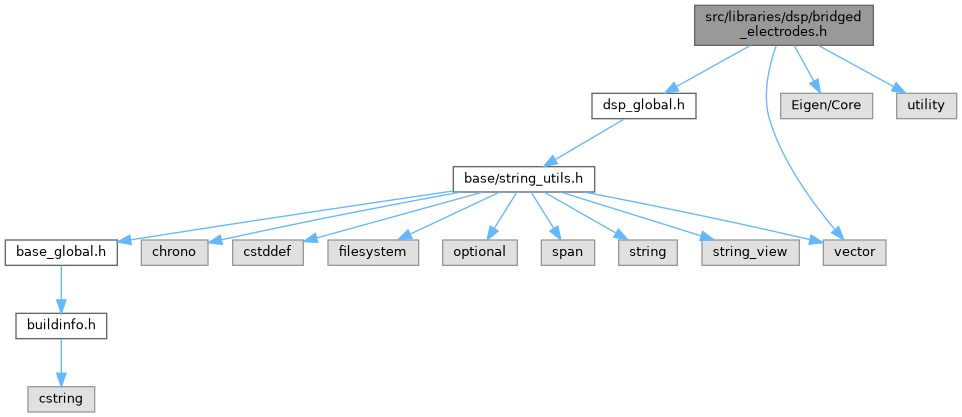 src/libraries/dsp/bridged
_electrodes.h
dsp_global.h
Eigen/Core
utility
base/string_utils.h
base_global.h
chrono
cstddef
filesystem
optional
span
string
string_view
vector
buildinfo.h
cstring